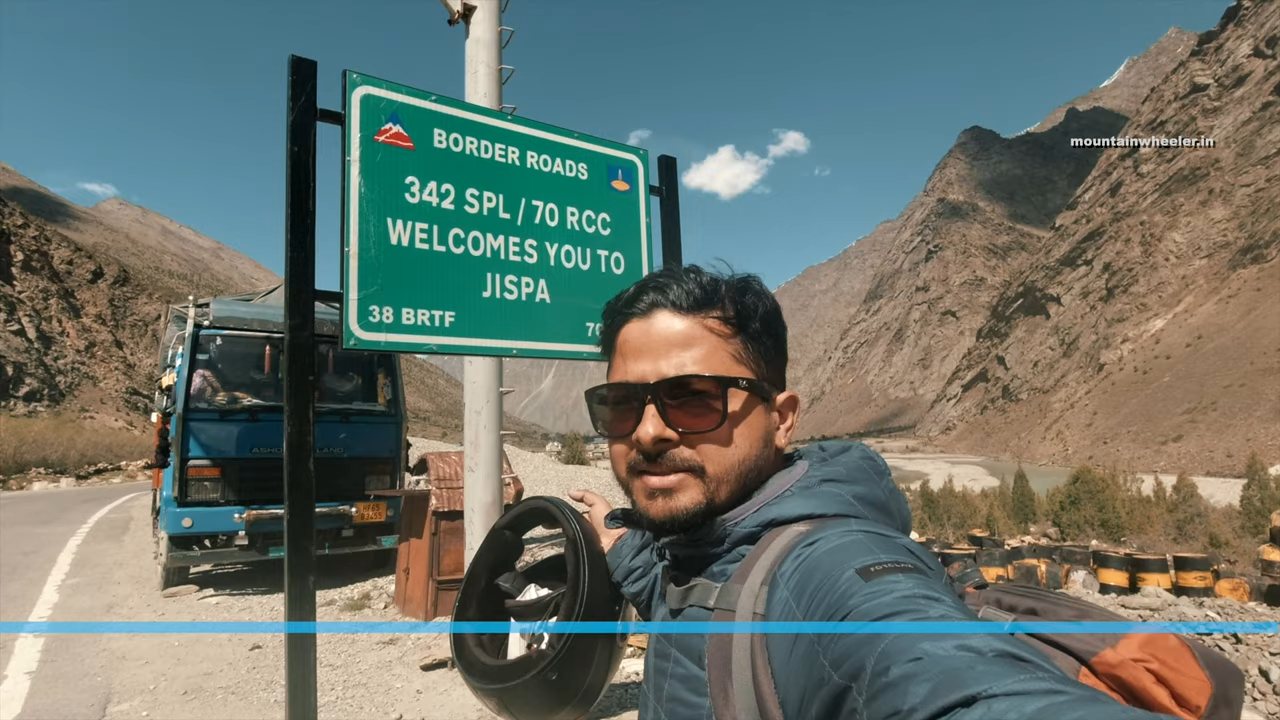 mountainwheeler.in
BORDER ROADS
342 SPL / 70 RCC
WELCOMES YOU TO
JISPA
38 BRTF